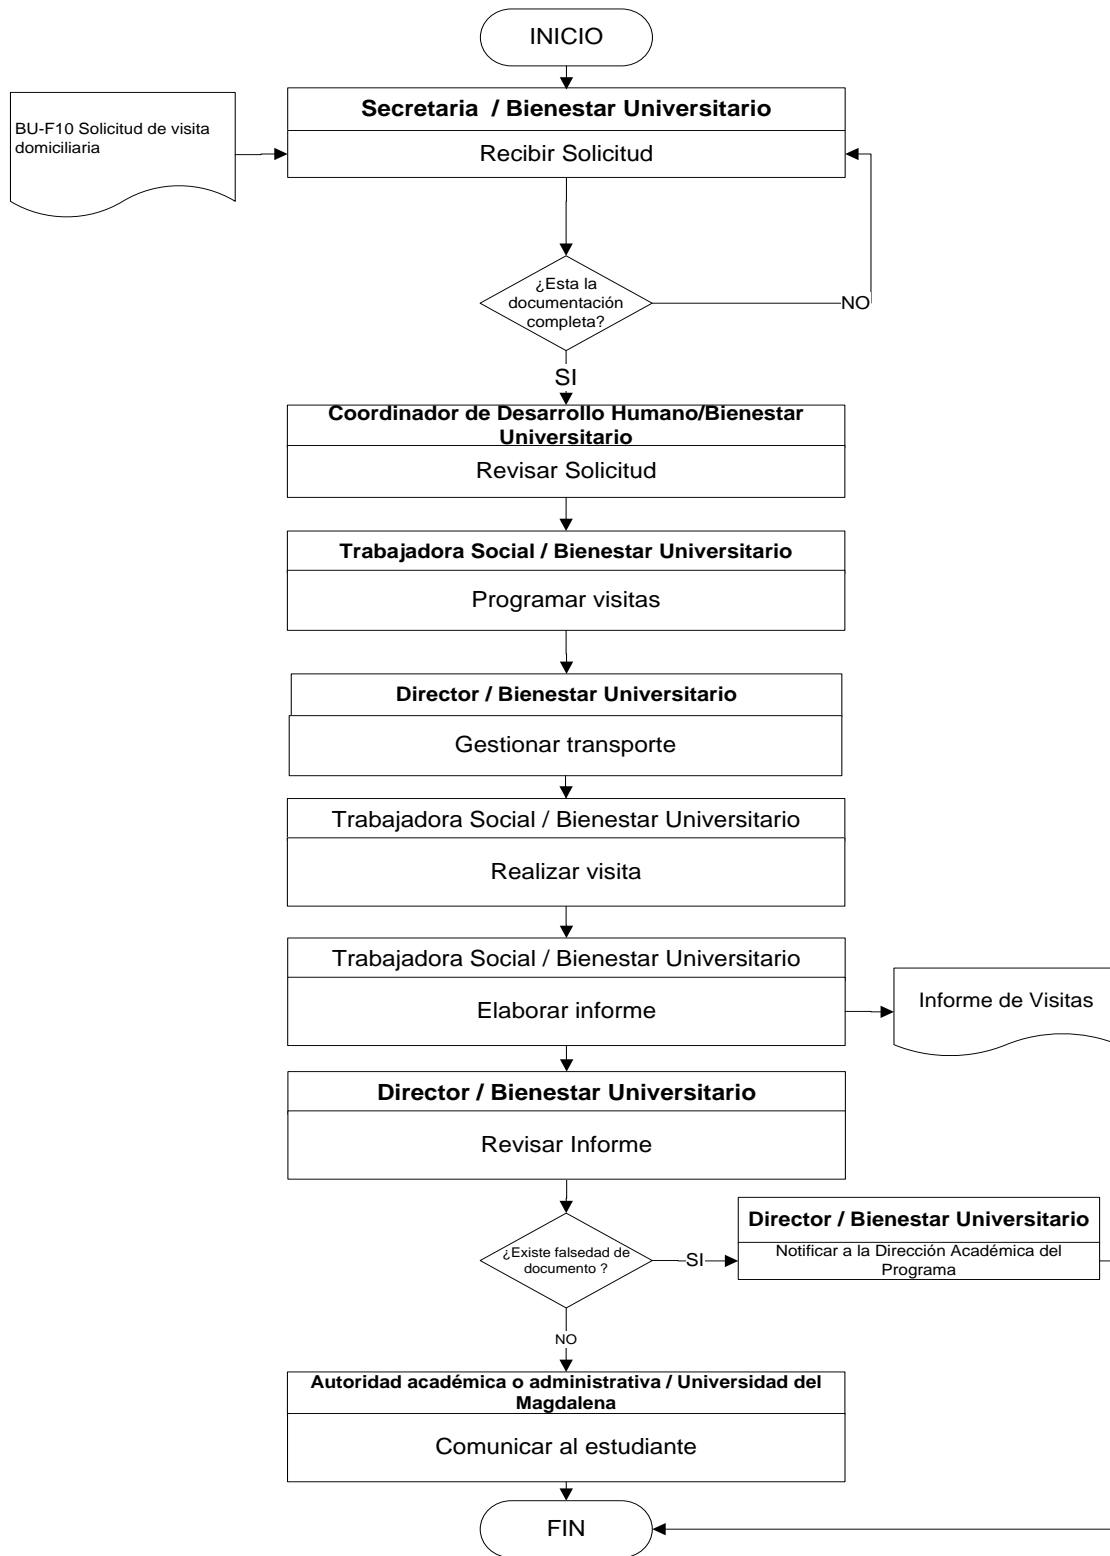 INICIO
Secretaria / Bienestar Universitario
BU-F10 Solicitud de visita
domiciliaria
Recibir Solicitud
¿Esta la
documentación
completa?
NO
SI
Coordinador de Desarrollo Humano/Bienestar
Universitario
Revisar Solicitud
Trabajadora Social / Bienestar Universitario
Programar visitas
Director / Bienestar Universitario
Gestionar transporte
Trabajadora Social / Bienestar Universitario
Realizar visita
Trabajadora Social / Bienestar Universitario
Elaborar informe
Informe de Visitas
Director / Bienestar Universitario
Revisar Informe
¿Existe falsedad de
documento ?
SI
Director / Bienestar Universitario
Notificar a la Dirección Académica del
Programa
NO
Autoridad académica o administrativa / Universidad del
Magdalena
Comunicar al estudiante
FIN